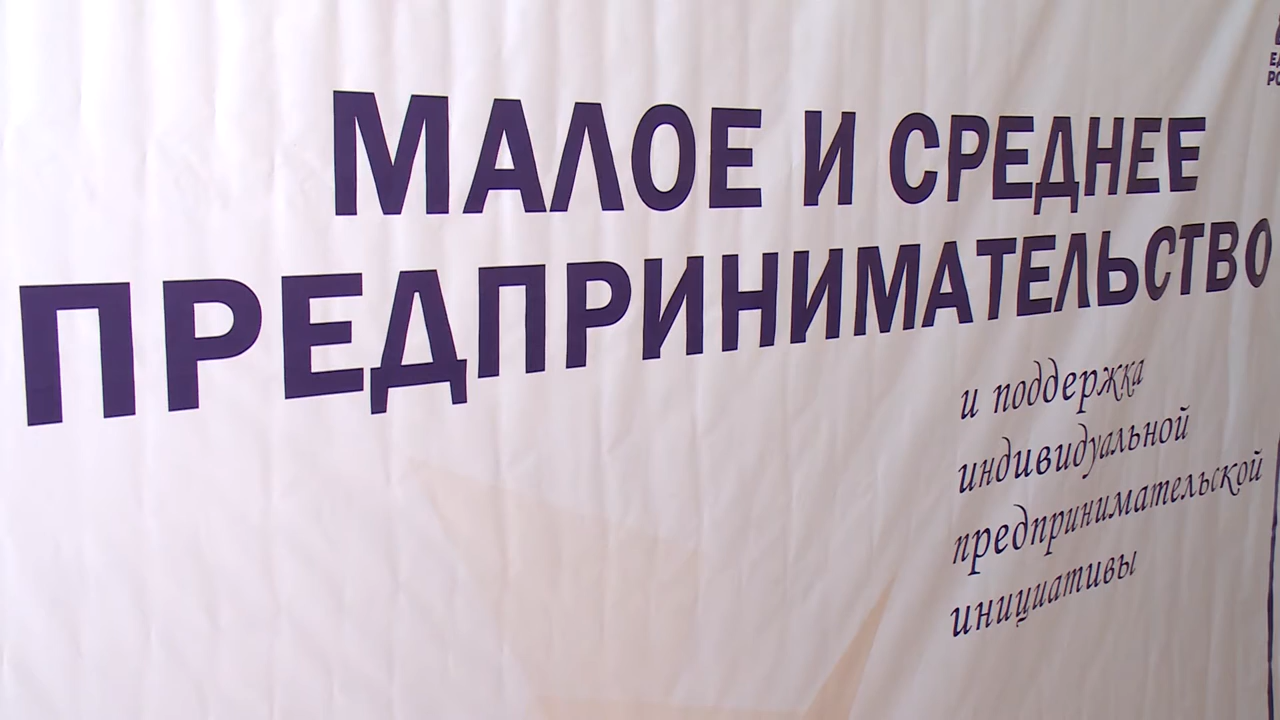 МАЛОЕ И СРЕДНЕЕ
ПРЕДПРИНИМАТЕЛЬСТВО
и поддержка
индивидуальной
предпринимательской
инициативы